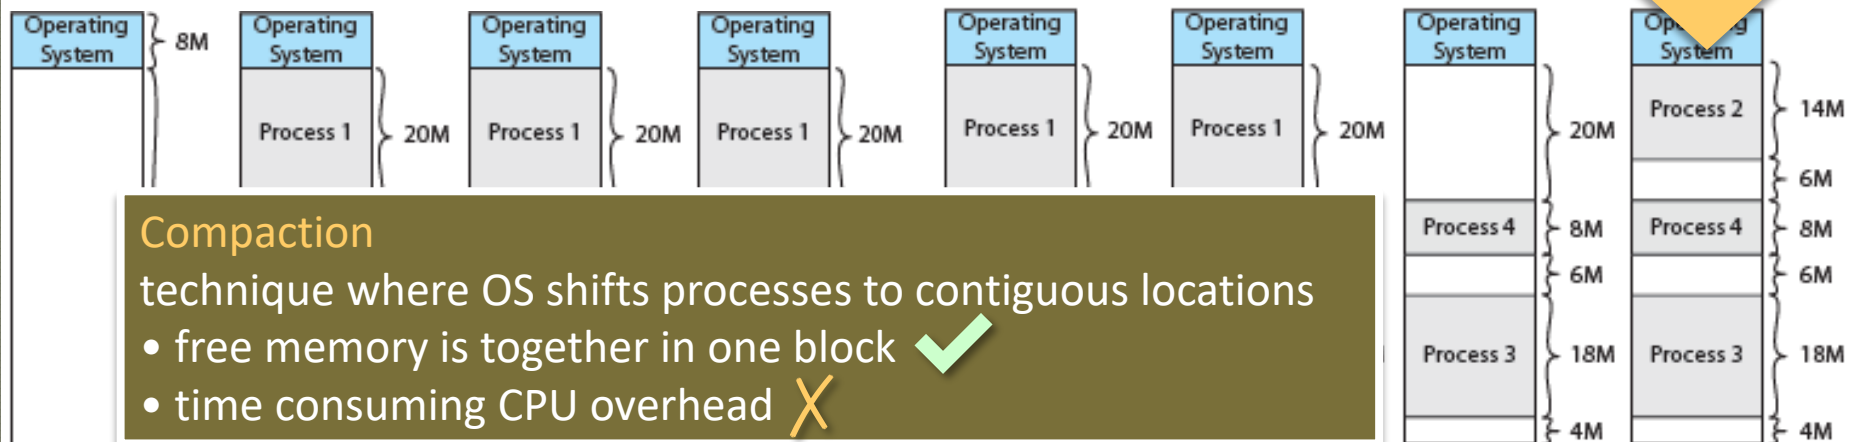 Operating
System
8M
Operating
System
Process 1
20M
Operating
System
Process 1
20M
Operating
System
Process 1
20M
Operating
System
Process 1
20M
Operating
System
Process 1
20M
Operating
System
20M
Process 4
8M
6M
Process 3
18M
4M
System
Process 2
14M
6M
Process 4
8M
6M
Process 3
18M
4M
Compaction
technique where OS shifts processes to contiguous locations
• free memory is together in one block
• time consuming CPU overhead